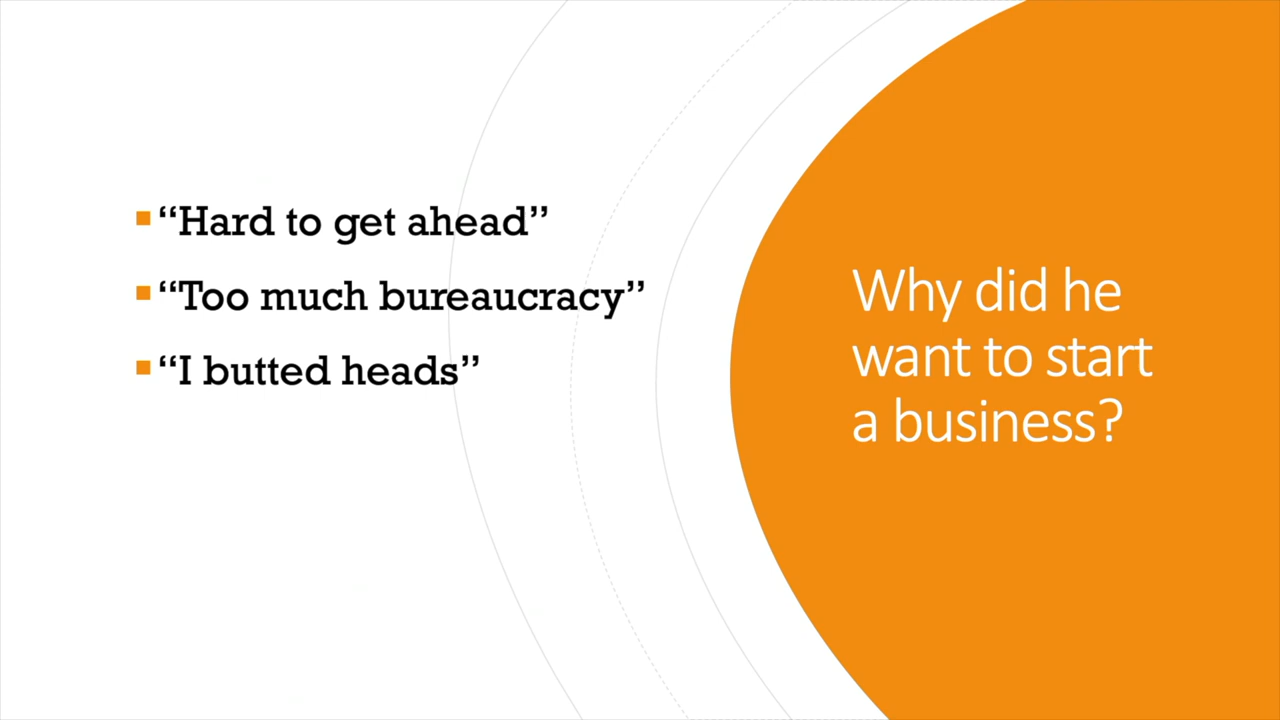 “Hard to get ahead”
“Too much bureaucracy”
“I butted heads”
Why did he
want to start
a business?